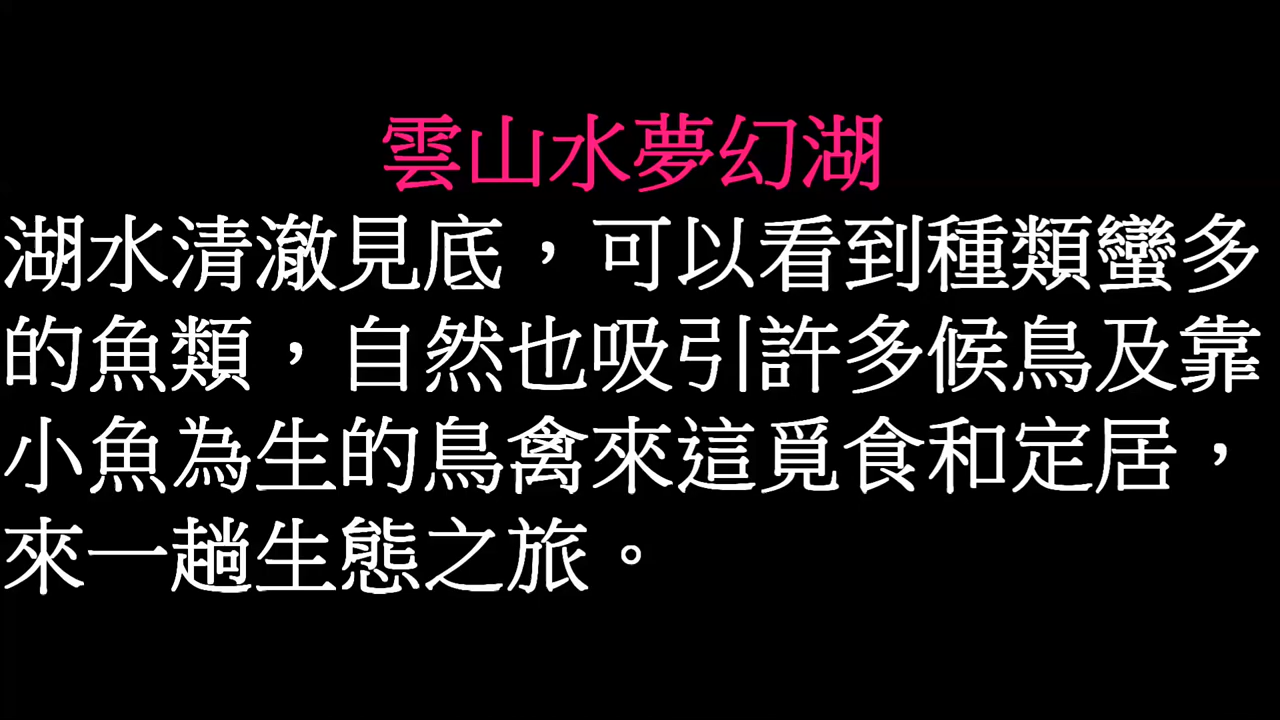 雲山水夢幻湖
湖水清澈見底，可以看到種類蠻多
的魚類，自然也吸引許多候鳥及靠
小魚為生的鳥禽來這覓食和定居，
來一趟生態之旅。